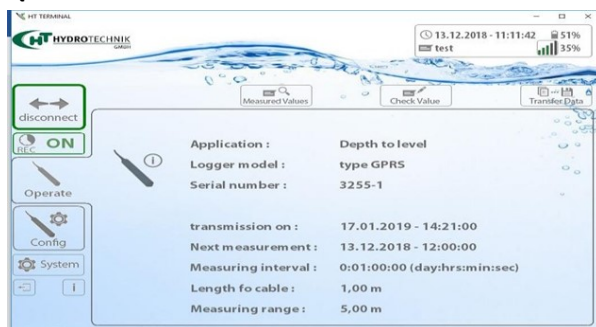 HT TERMINAL
HT HYDROTECHNIK
GMBH
13.12.2018 - 11:11:42 51%
test 35%
Measured Values Check Value Transfer Data
disconnect
REC ON
Operate
Config
System
i
Application : Depth to level
Logger model : type GPRS
Serial number : 3255-1
transmission on : 17.01.2019 - 14:21:00
Next measurement : 13.12.2018 - 12:00:00
Measuring interval : 0:01:00:00 (day:hrs:min:sec)
Length fo cable : 1,00 m
Measuring range : 5,00 m